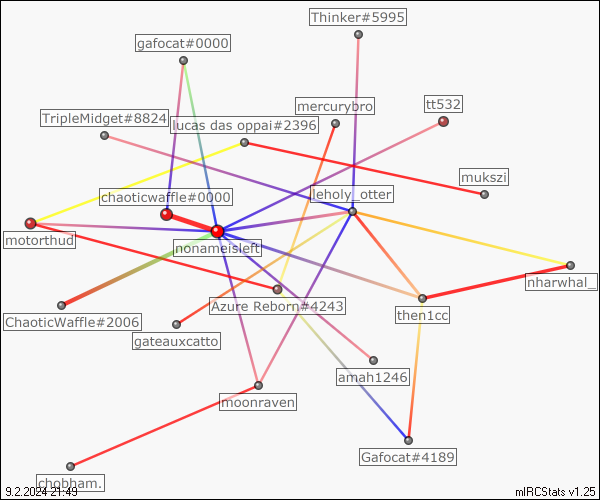 Thinker#5995
gafocat#0000
mercurybro
tt532
TripleMidget#8824
lucas das oppai#2396
mukszi
chaoticwaffle#0000
leholy_otter
motorthud
nonameisleft
nharwhal_
Azure Reborn#4243
then1cc
ChaoticWaffle#2006
gateauxcatto
amah1246
moonraven
Gafocat#4189
chobham.
9.2.2024 21:49
mIRCStats v1.25